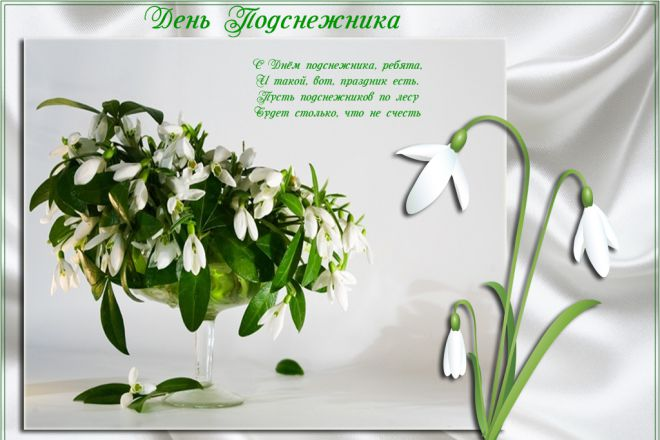 День Подснежника
С Днём подснежника, ребята,
И такой, вот, праздник есть.
Пусть подснежников по лесу
Будет столько, что не счесть